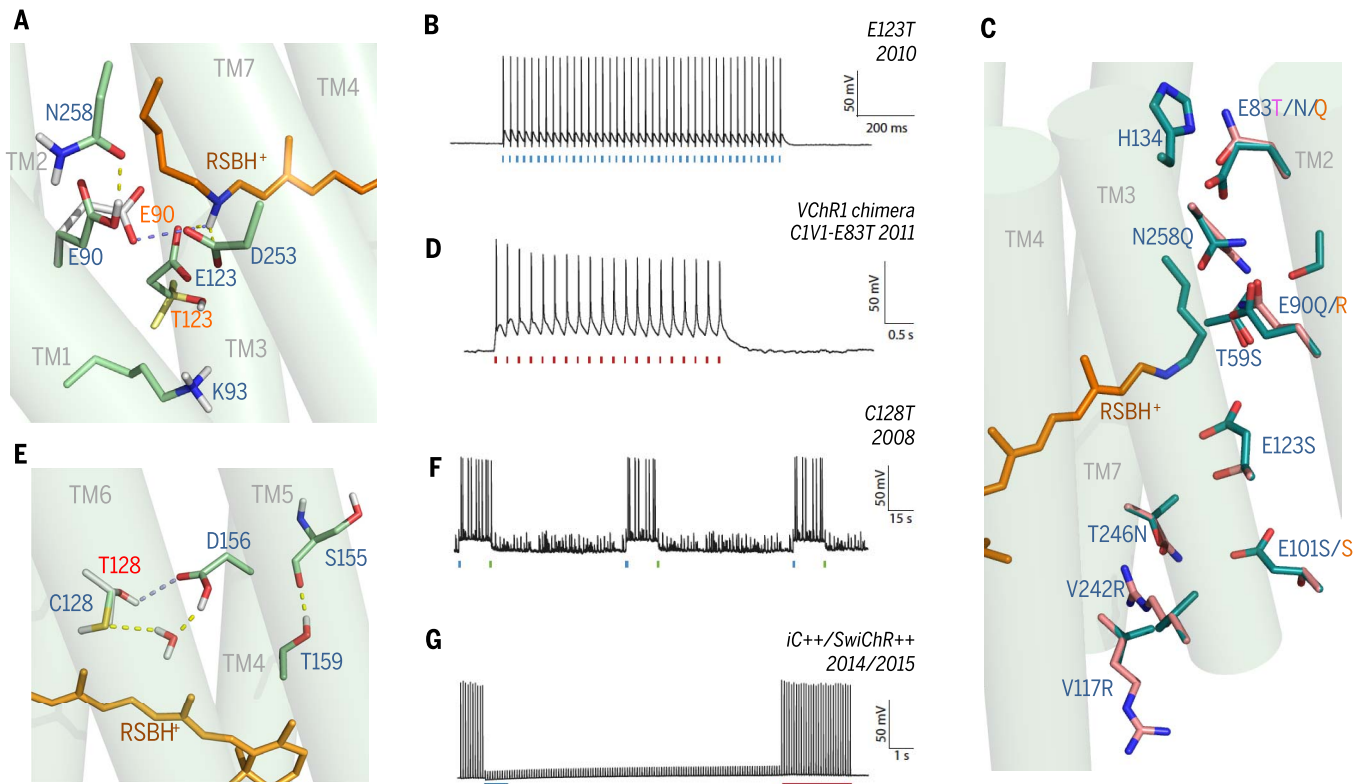 A
TM7
TM4
N258
TM2
RSBH+
E90
E90
D253
E123
T123
TM1
TM3
K93
B
E123T
2010
50 mV
200 ms
VChR1 chimera
C1V1-E83T 2011
D
50 mV
0.5 s
C128T
2008
F
50 mV
15 s
iC++/SwiChR++
2014/2015
G
50 mV
1 s
C
E83T/N/Q
H134
TM2
TM3
TM4
N258Q
E90Q/R
T59S
RSBH+
E123S
TM7
T246N
E101S/S
V242R
V117R
E
TM6
TM5
D156
S155
T128
C128
TM4
T159
RSBH+